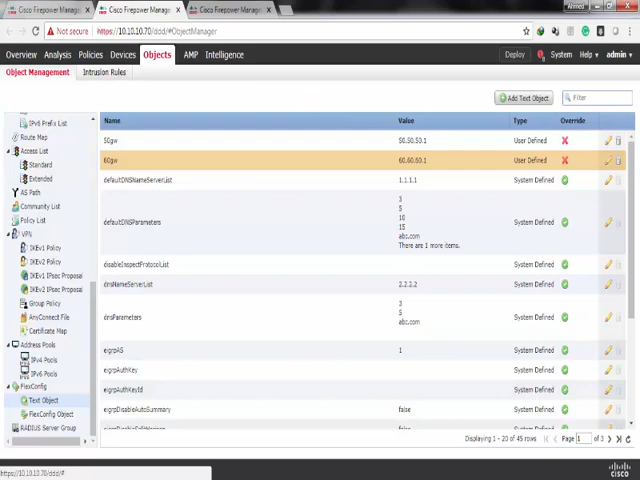 Cisco Firepower Manager
Cisco Firepower Manager
Cisco Firepower Manager
Ahmed
Not secure
https://10.10.10.70/ddd/#ObjectManager
Overview Analysis Policies Devices Objects AMP Intelligence
Deploy System Help admin
Object Management Intrusion Rules
Add Text Object Filter
IPv6 Prefix List
Route Map
Access List
Standard
Extended
AS Path
Community List
Policy List
VPN
IKEv1 Policy
IKEv2 Policy
IKEv1 IPsec Proposal
IKEv2 IPsec Proposal
Group Policy
AnyConnect File
Certificate Map
Address Pools
IPv4 Pools
IPv6 Pools
FlexConfig
Text Object
FlexConfig Object
RADIUS Server Group
Name Value Type Override
50gw 50.50.50.1 User Defined
60gw 60.60.60.1 User Defined
defaultDNSNameServerList 1.1.1.1 System Defined
defaultDNSParameters System Defined
3
5
10
15
abc.com
There are 1 more items.
disableInspectProtocolList System Defined
dnsNameServerList 2.2.2.2 System Defined
dnsParameters System Defined
3
5
abc.com
eigrpAS 1 System Defined
eigrpAuthKey System Defined
eigrpAuthKeyId System Defined
eigrpDisableAutoSummary false System Defined
Displaying 1 - 20 of 45 rows Page 1 of 3
https://10.10.10.70/ddd/#
cisco